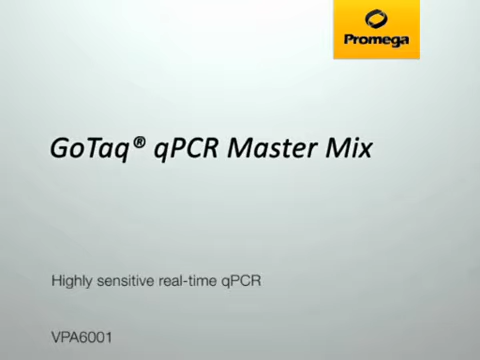 Promega
GoTaq® qPCR Master Mix
Highly sensitive real-time qPCR
VPA6001